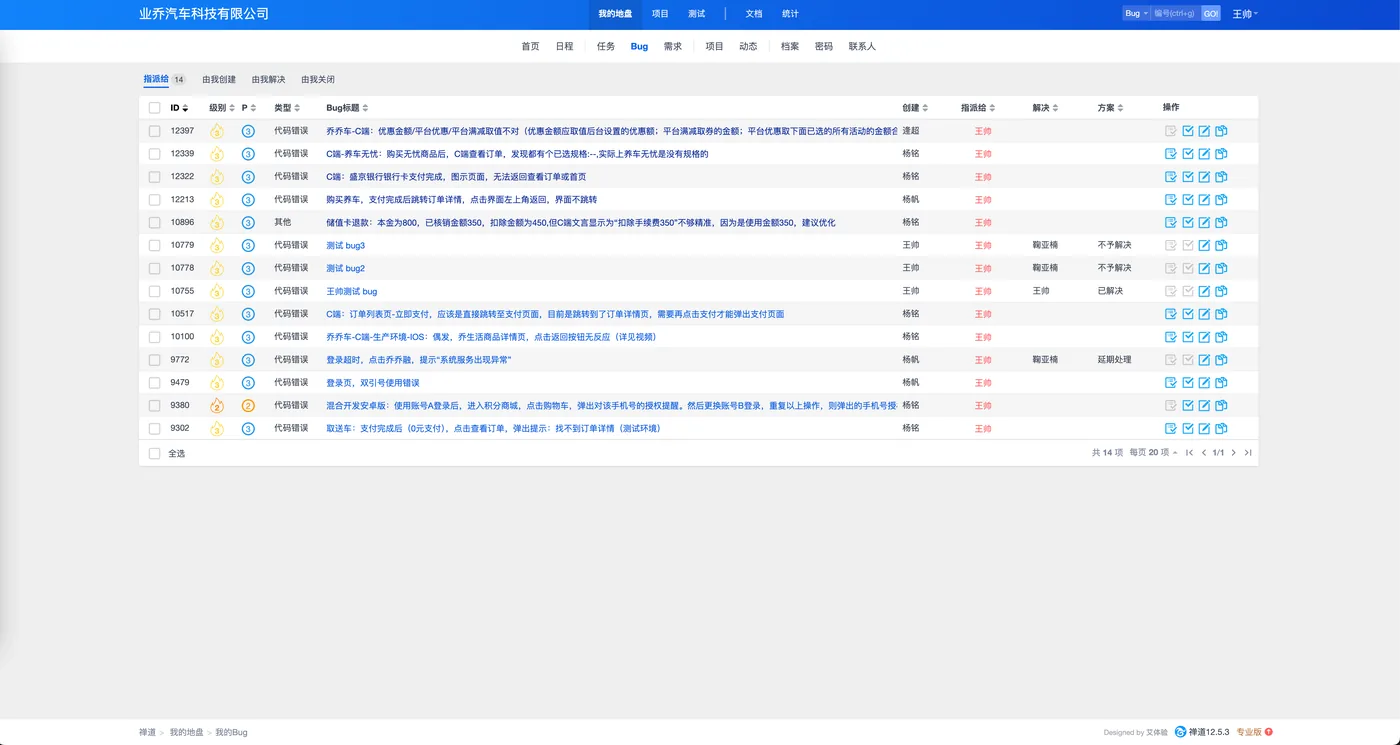 业乔汽车科技有限公司 我的地盘 项目 测试 | 文档 统计 Bug 编号(ctrl+g) GO! 王帅
首页 日程 任务 Bug 需求 项目 动态 档案 密码 联系人
指派给 14 由我创建 由我解决 由我关闭
ID 级别 P 类型 Bug标题 创建 指派给 解决 方案 操作
12397 3 3 代码错误 乔乔车-C端：优惠金额/平台优惠/平台满减取值不对（优惠金额应取值后台设置的优惠额；平台满减取券的金额；平台优惠取下面已选的所有活动的金额合 逄超 王帅
12339 3 3 代码错误 C端-养车无忧：购买无忧商品后，C端查看订单，发现都有个已选规格:--,实际上养车无忧是没有规格的 杨铭 王帅
12322 3 3 代码错误 C端：盛京银行银行卡支付完成，图示页面，无法返回查看订单或首页 杨铭 王帅
12213 3 3 代码错误 购买养车，支付完成后跳转订单详情，点击界面左上角返回，界面不跳转 杨帆 王帅
10896 3 3 其他 储值卡退款：本金为800，已核销金额350，扣除金额为450,但C端文言显示为“扣除手续费350”不够精准，因为是使用金额350，建议优化 杨铭 王帅
10779 3 3 代码错误 测试 bug3 王帅 王帅 鞠亚楠 不予解决
10778 3 3 代码错误 测试 bug2 王帅 王帅 鞠亚楠 不予解决
10755 3 3 代码错误 王帅测试 bug 王帅 王帅 王帅 已解决
10517 3 3 代码错误 C端：订单列表页-立即支付，应该是直接跳转至支付页面，目前是跳转到了订单详情页，需要再点击支付才能弹出支付页面 杨铭 王帅
10100 3 3 代码错误 乔乔车-C端-生产环境-IOS：偶发，乔生活商品详情页，点击返回按钮无反应（详见视频） 杨铭 王帅
9772 3 3 代码错误 登录超时，点击乔乔融，提示“系统服务出现异常” 杨帆 王帅 鞠亚楠 延期处理
9479 3 3 代码错误 登录页，双引号使用错误 杨帆 王帅
9380 2 2 代码错误 混合开发安卓版：使用账号A登录后，进入积分商城，点击购物车，弹出对该手机号的授权提醒。然后更换账号B登录，重复以上操作，则弹出的手机号授 杨铭 王帅
9302 3 3 代码错误 取送车：支付完成后（0元支付），点击查看订单，弹出提示：找不到订单详情（测试环境） 杨铭 王帅
全选 共 14 项 每页 20 项 1/1
禅道 > 我的地盘 > 我的Bug Designed by 艾体验 禅道12.5.3 专业版